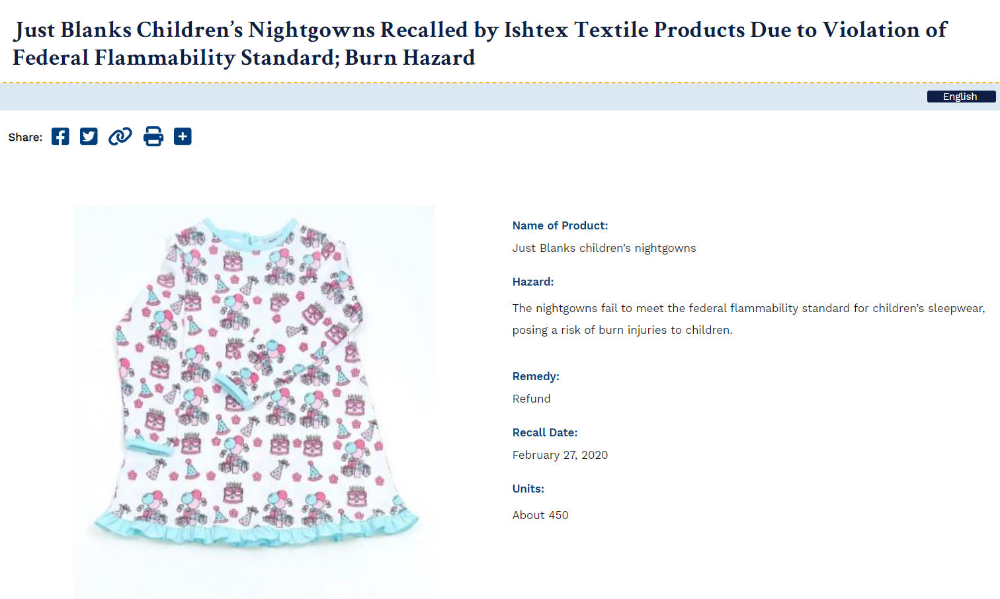 Just Blanks Children’s Nightgowns Recalled by Ishtex Textile Products Due to Violation of
Federal Flammability Standard; Burn Hazard
English
Share:
Name of Product:
Just Blanks children’s nightgowns
Hazard:
The nightgowns fail to meet the federal flammability standard for children’s sleepwear,
posing a risk of burn injuries to children.
Remedy:
Refund
Recall Date:
February 27, 2020
Units:
About 450